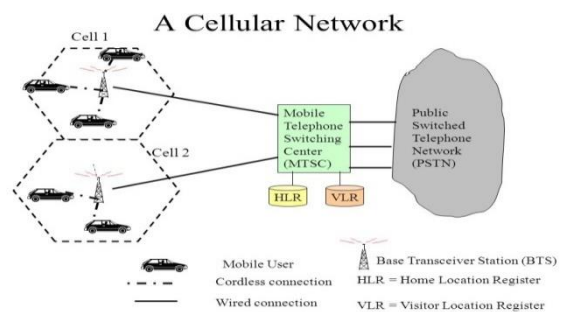 A Cellular Network
Cell 1
Cell 2
Mobile
Telephone
Switching
Center
(MTSC)
Public
Switched
Telephone
Network
(PSTN)
HLR
VLR
Mobile User
Cordless connection
Wired connection
Base Transceiver Station (BTS)
HLR = Home Location Register
VLR = Visitor Location Register